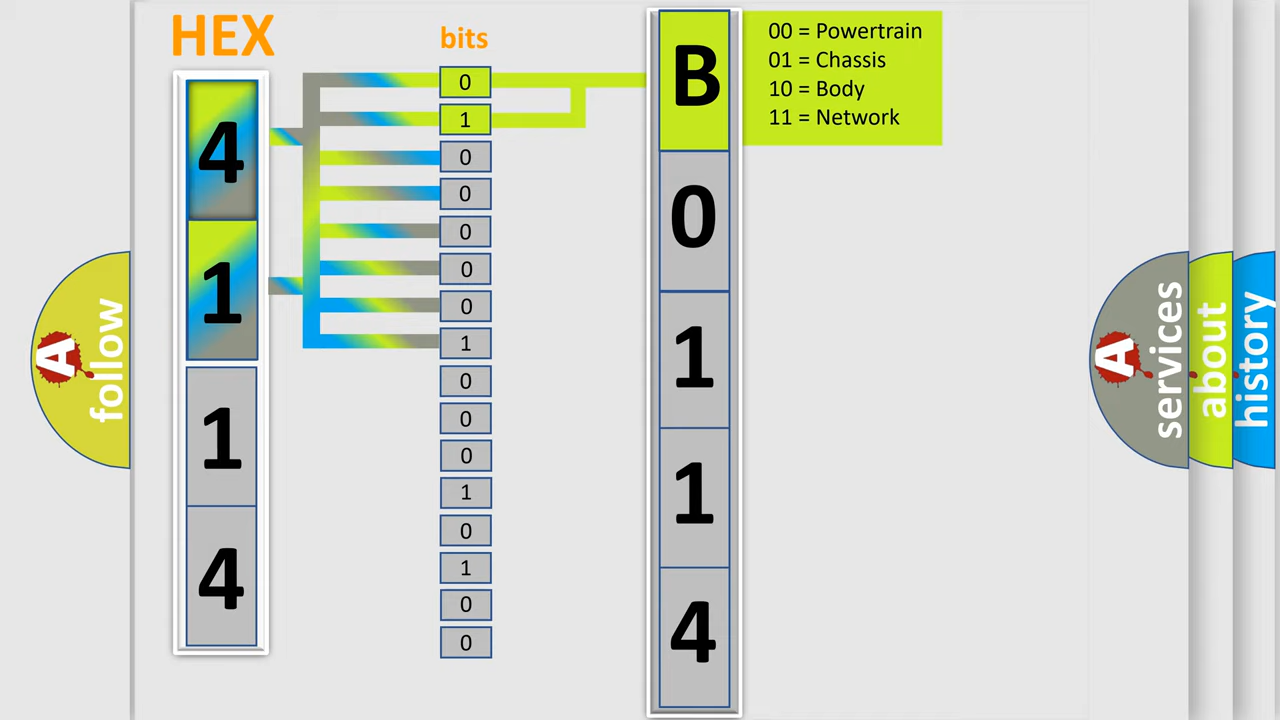 HEX
bits
4
1
1
4
0
1
0
0
0
0
0
1
0
0
0
1
0
1
0
0
B
0
1
1
4
00 = Powertrain
01 = Chassis
10 = Body
11 = Network
A
follow
A
services
about
history